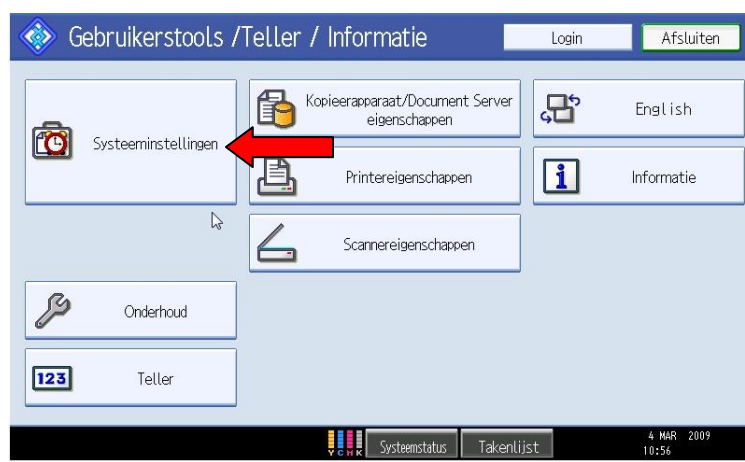 Gebruikerstools /Teller / Informatie
Login
Afsluiten
Systeeminstellingen
Kopieerapparaat/Document Server
eigenschappen
English
Printereigenschappen
Informatie
Scannereigenschappen
Onderhoud
123
Teller
Y C M K
Systeemstatus
Takenlijst
4 MAR 2009
10:56